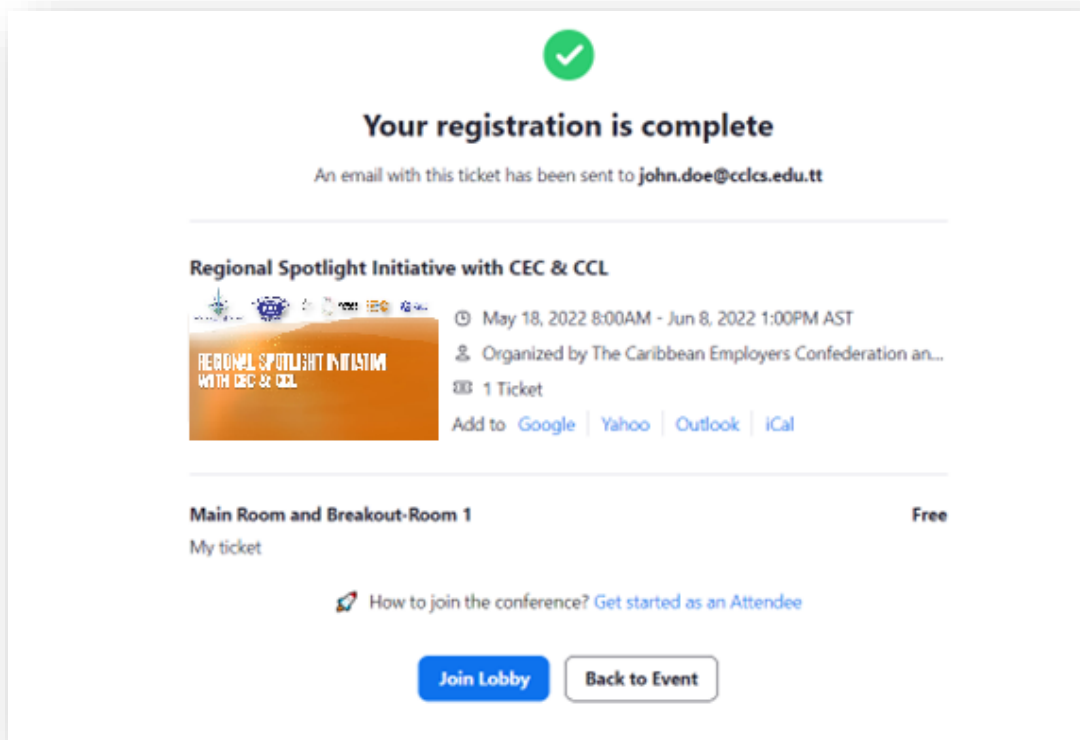 Your registration is complete
An email with this ticket has been sent to john.doe@cclcs.edu.tt
Regional Spotlight Initiative with CEC & CCL
REGIONAL SPOTLIGHT INITIATIVE
WITH CEC & CCL
May 18, 2022 8:00AM - Jun 8, 2022 1:00PM AST
Organized by The Caribbean Employers Confederation an...
1 Ticket
Add to Google Yahoo Outlook iCal
Main Room and Breakout-Room 1 Free
My ticket
How to join the conference? Get started as an Attendee
Join Lobby Back to Event